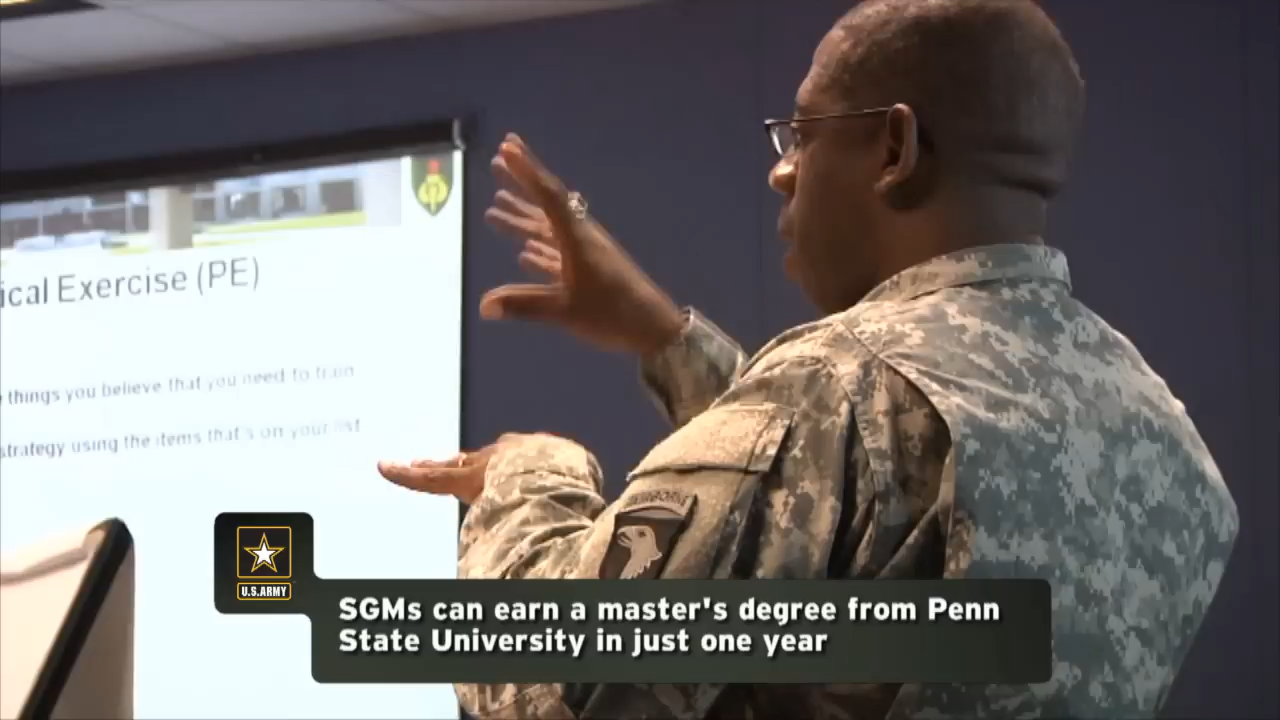 ical Exercise (PE)
things you believe that you need to train
strategy using the items that's on your list
AIRBORNE
U.S.ARMY
SGMs can earn a master's degree from Penn
State University in just one year